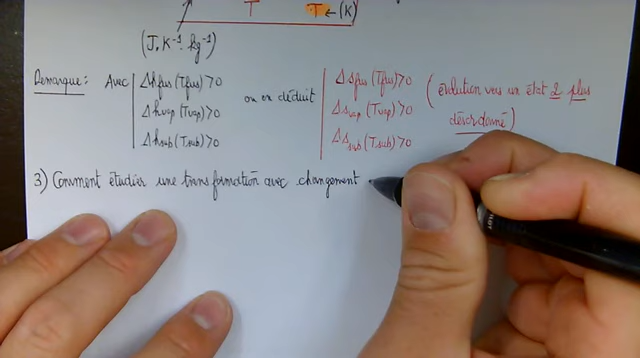 T T ← (K)
(J.K⁻¹.kg⁻¹)
Remarque: Avec Δhfus (Tfus) >0 on en déduit Δsfus (Tfus) >0 (évolution vers un état 2 plus
Δhvap (Tvap) >0 Δsvap (Tvap) >0 désordonné)
Δhsub (Tsub) >0 Δssub (Tsub) >0
3) Comment étudier une transformation avec changement